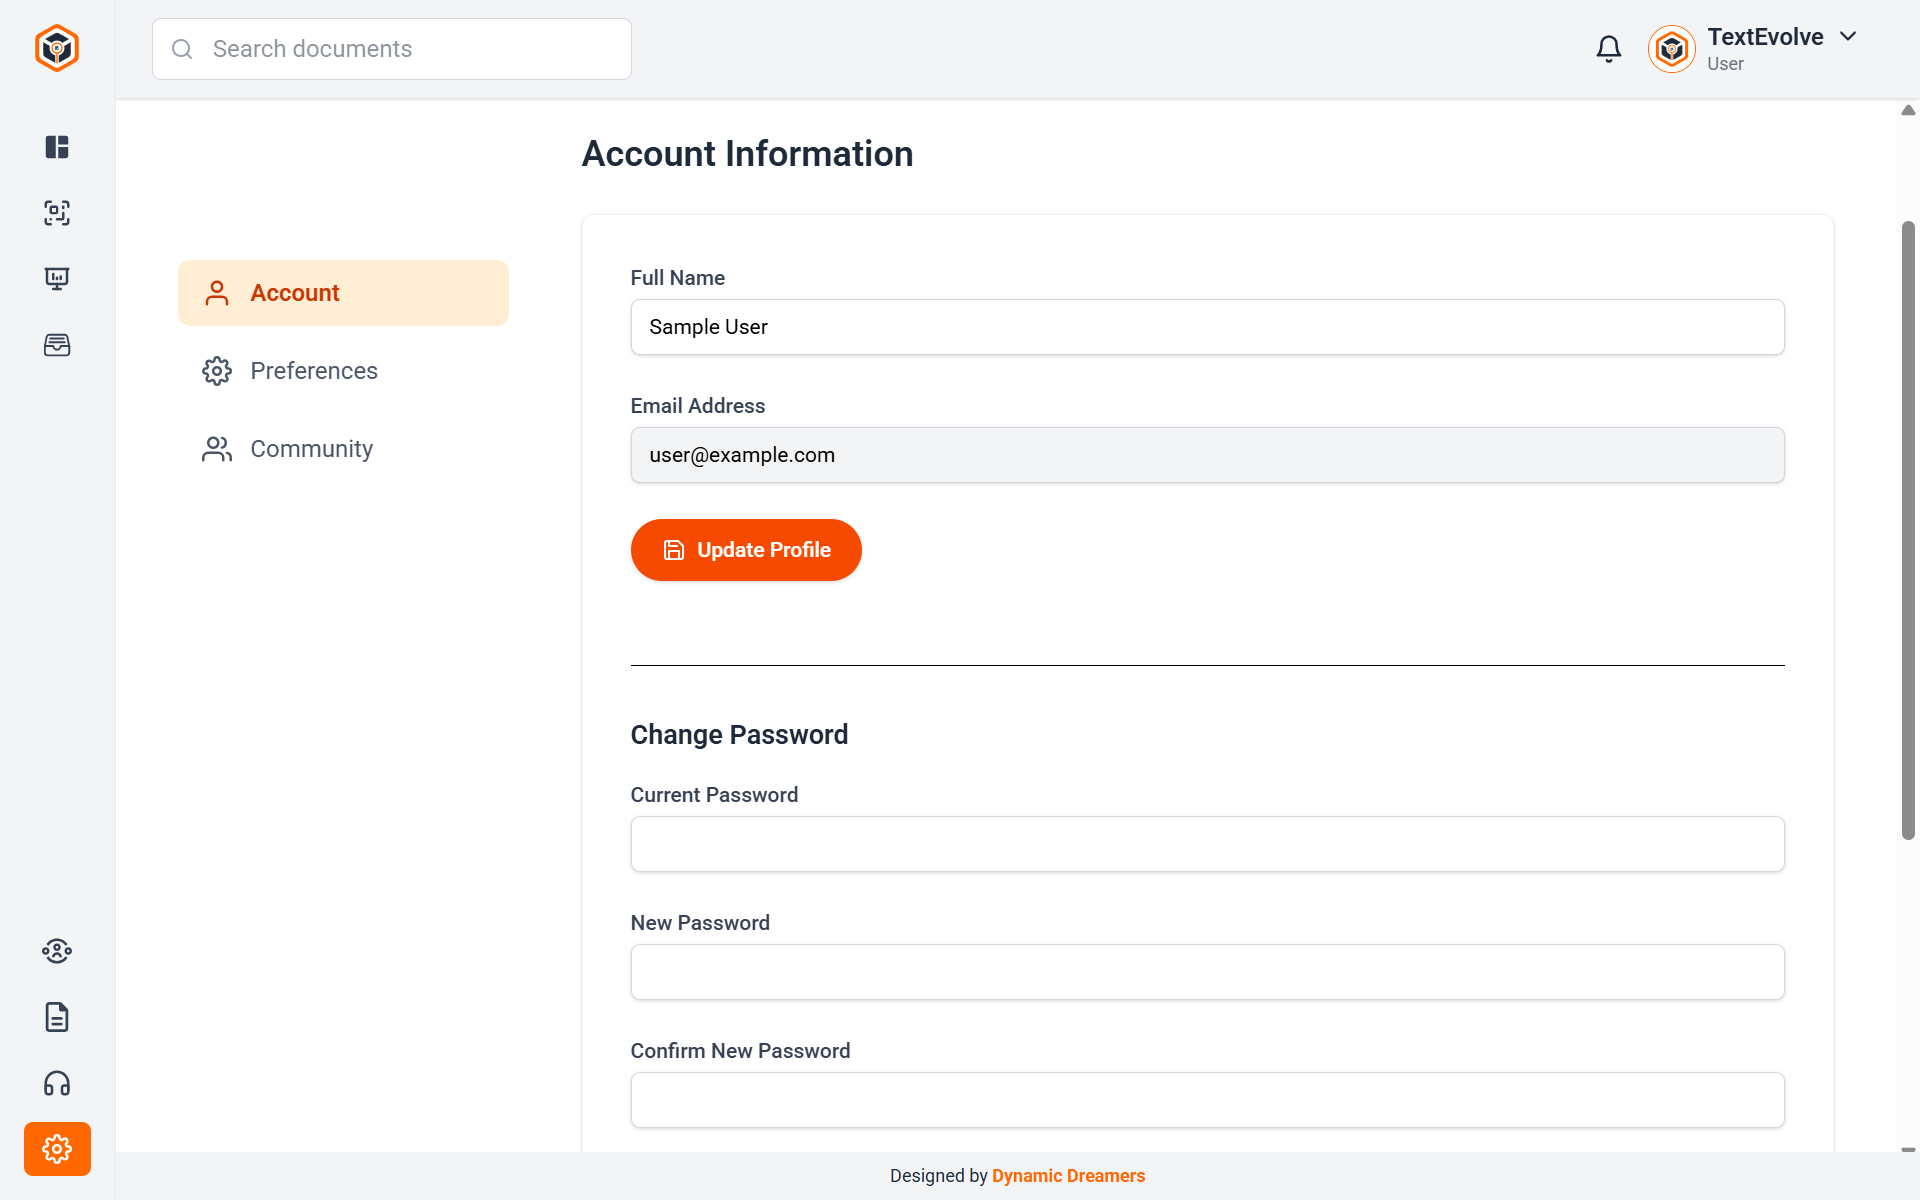 Search documents
TextEvolve
User
Account Information
Account
Preferences
Community
Full Name
Sample User
Email Address
user@example.com
Update Profile
Change Password
Current Password
New Password
Confirm New Password
Designed by Dynamic Dreamers